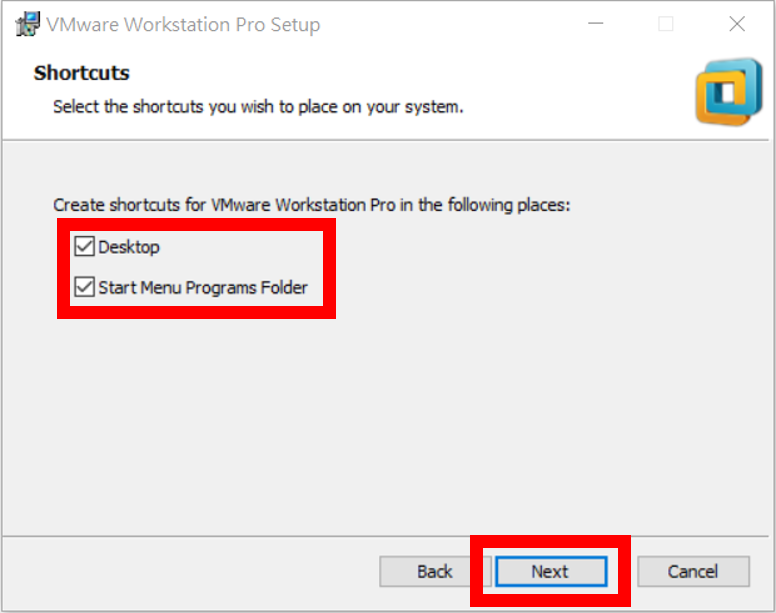 VMware Workstation Pro Setup
Shortcuts
Select the shortcuts you wish to place on your system.
Create shortcuts for VMware Workstation Pro in the following places:
Desktop
Start Menu Programs Folder
Back Next Cancel